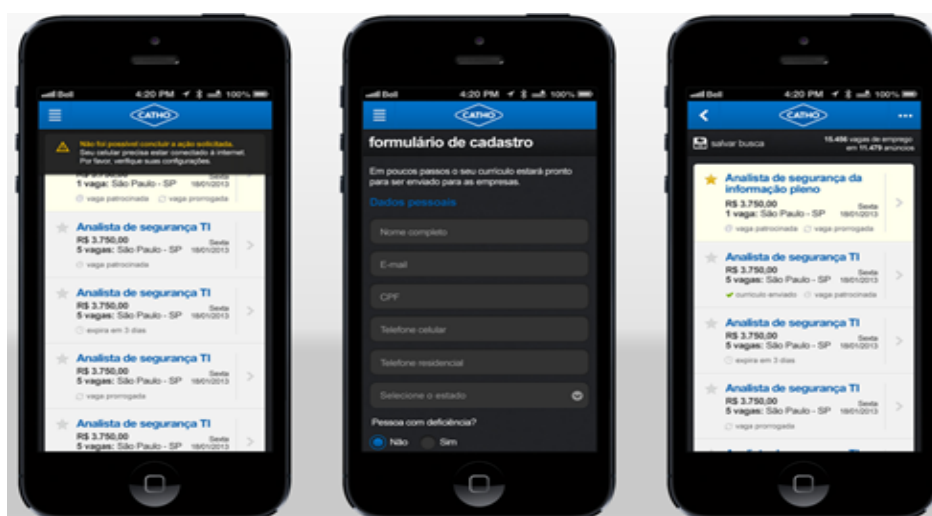 Bell 4:20 PM 100%
CATHO
Não foi possível concluir a ação solicitada.
Seu celular precisa estar conectado à internet.
Por favor, verifique suas configurações.
1 vaga: São Paulo - SP 18/01/2013
vaga patrocinada vaga prorrogada
Analista de segurança TI
R$ 3.750,00 Sexta
5 vagas: São Paulo - SP 18/01/2013
vaga patrocinada
Analista de segurança TI
R$ 3.750,00 Sexta
5 vagas: São Paulo - SP 18/01/2013
expira em 3 dias
Analista de segurança TI
R$ 3.750,00 Sexta
5 vagas: São Paulo - SP 18/01/2013
vaga prorrogada
Analista de segurança TI
R$ 3.750,00 Sexta
5 vagas: São Paulo - SP 18/01/2013
Bell 4:20 PM 100%
CATHO
formulário de cadastro
Em poucos passos o seu currículo estará pronto
para ser enviado para as empresas.
Dados pessoais
Nome completo
E-mail
CPF
Telefone celular
Telefone residencial
Selecione o estado
Pessoa com deficiência?
Não Sim
Bell 4:20 PM 100%
CATHO
salvar busca 15.456 vagas de emprego
em 11.479 anúncios
Analista de segurança da
informação pleno
R$ 3.750,00 Sexta
1 vaga: São Paulo - SP 18/01/2013
vaga patrocinada vaga prorrogada
Analista de segurança TI
R$ 3.750,00 Sexta
5 vagas: São Paulo - SP 18/01/2013
currículo enviado vaga patrocinada
Analista de segurança TI
R$ 3.750,00 Sexta
5 vagas: São Paulo - SP 18/01/2013
expira em 3 dias
Analista de segurança TI
R$ 3.750,00 Sexta
5 vagas: São Paulo - SP 18/01/2013
vaga prorrogada